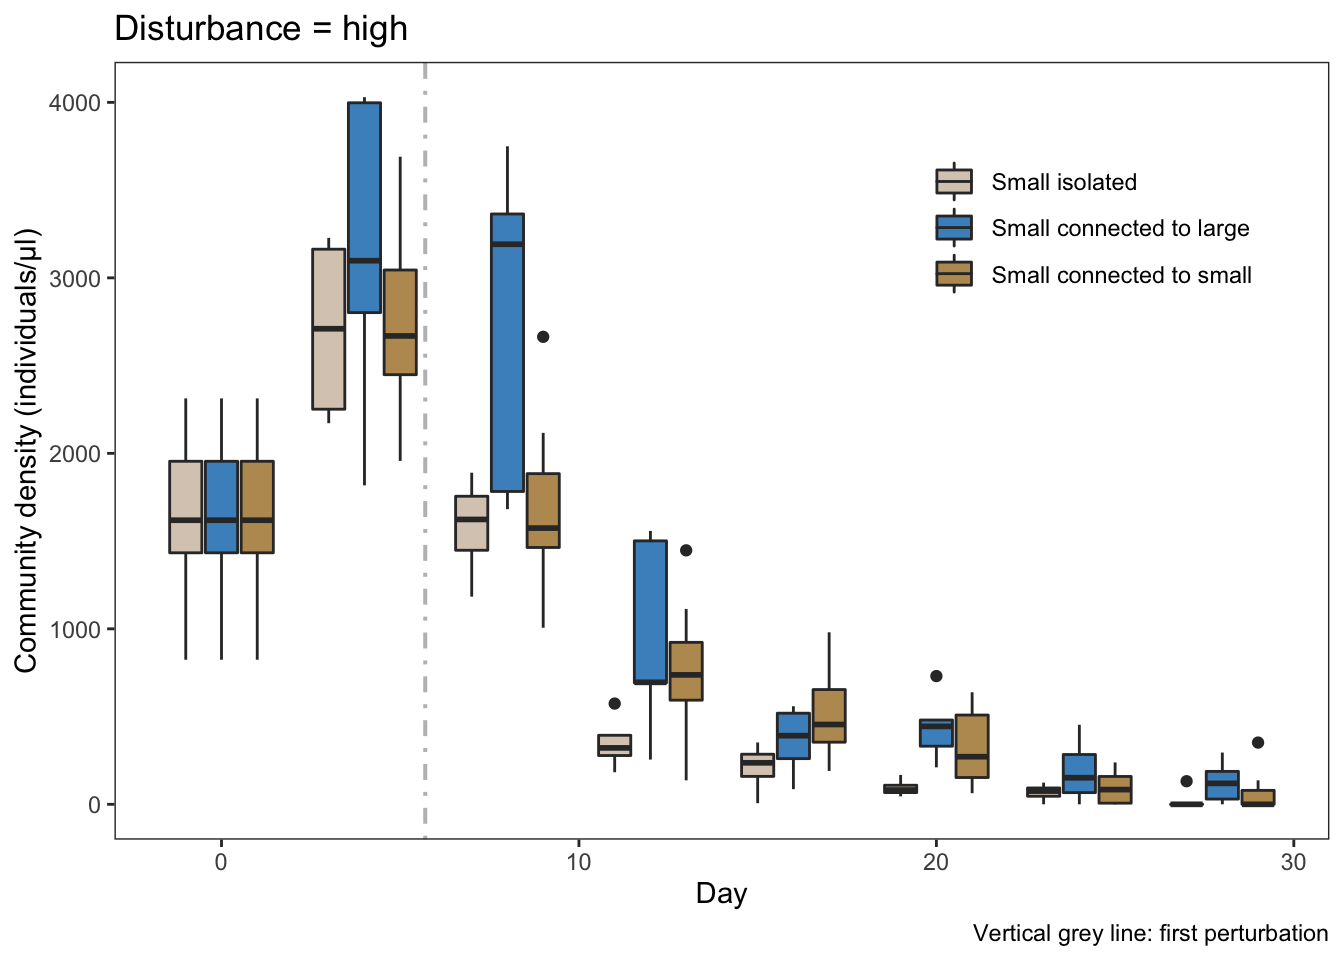 Disturbance = high
Community density (individuals/μl)
4000
3000
2000
1000
0
Small isolated
Small connected to large
Small connected to small
0
10
20
30
Day
Vertical grey line: first perturbation